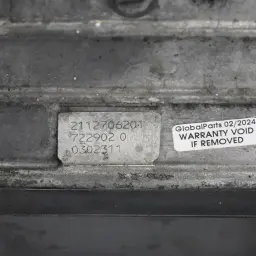 2112706201
722902 0
0302311
GlobalParts 02/2024
WARRANTY VOID
IF REMOVED